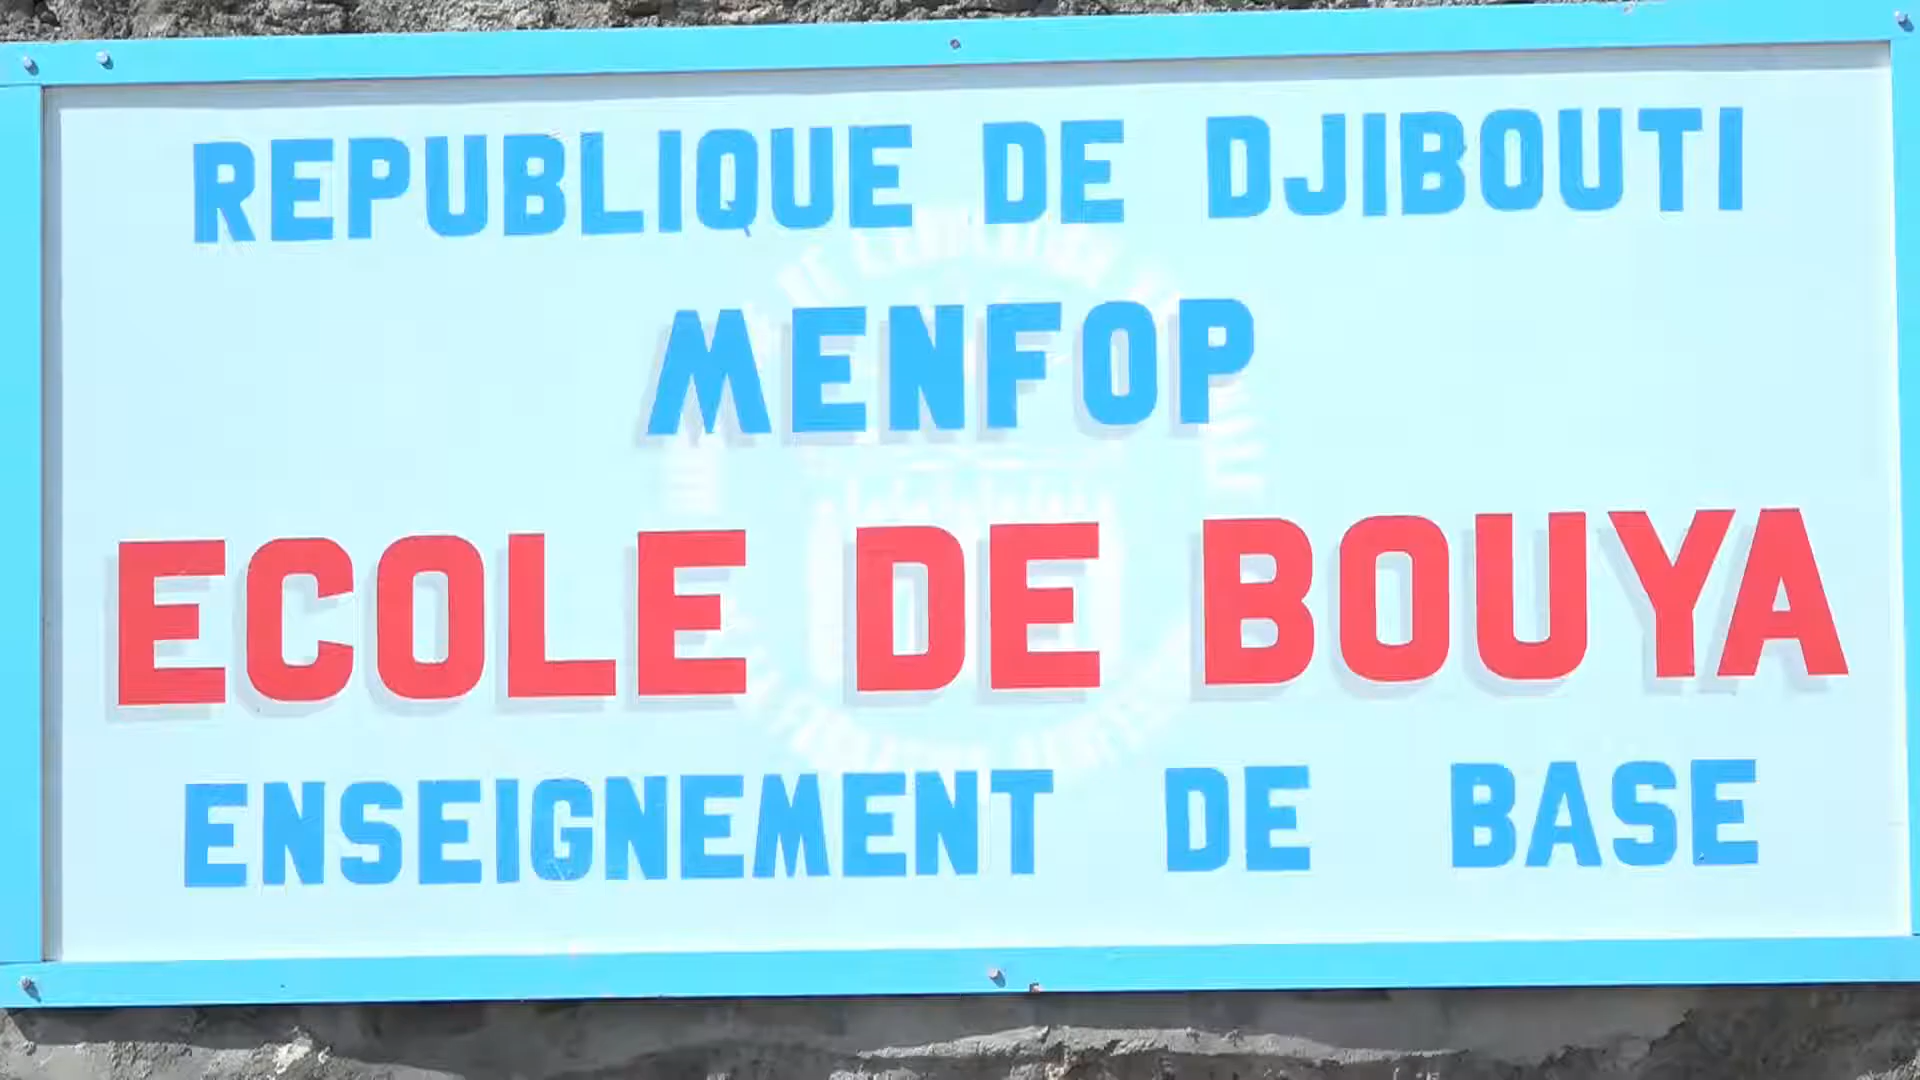 REPUBLIQUE DE DJIBOUTI
MENFOP
ECOLE DE BOUYA
ENSEIGNEMENT DE BASE